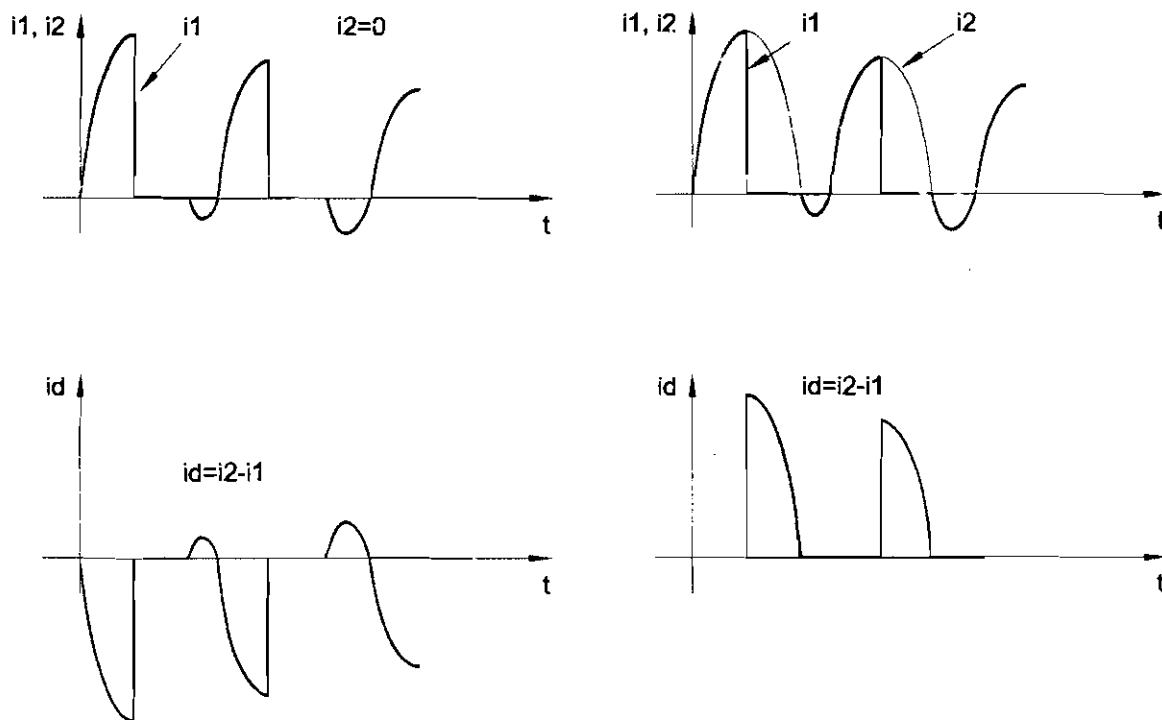 i1, i2
i1
i2=0
t
i1, i2
i1
i2
t
id
id=i2-i1
t
id
id=i2-i1
t